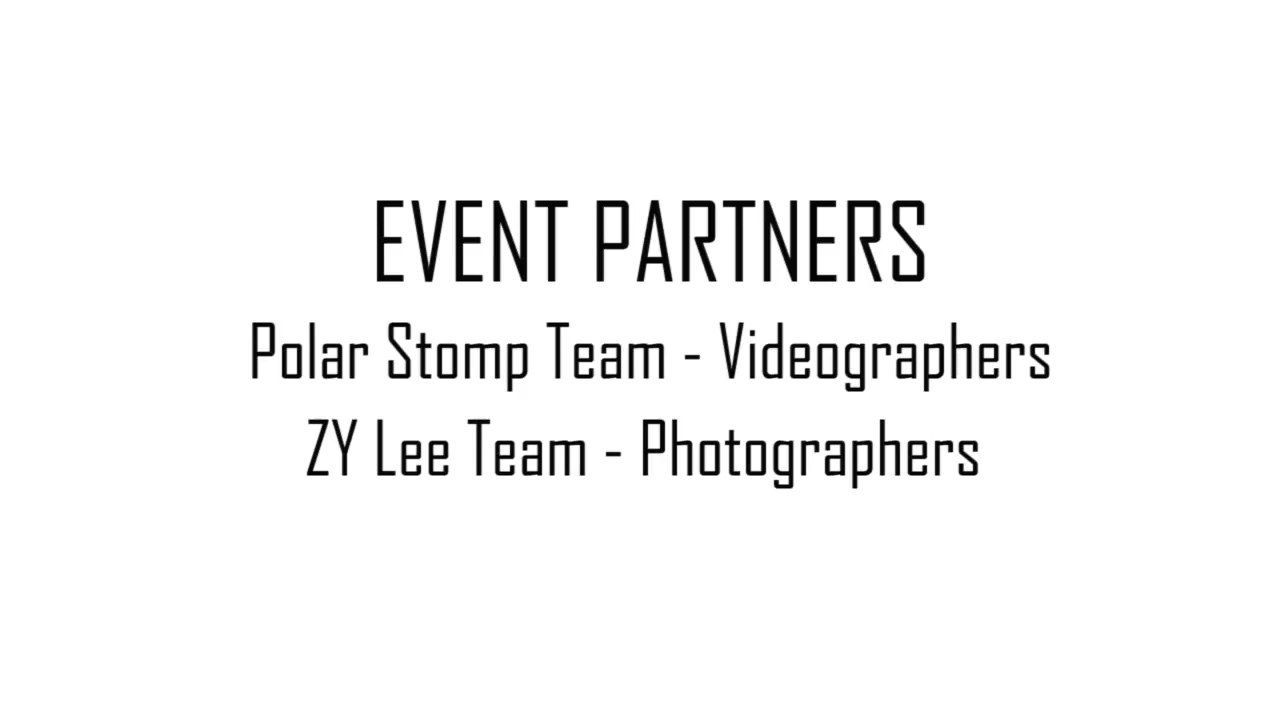 EVENT PARTNERS
Polar Stomp Team - Videographers
ZY Lee Team - Photographers